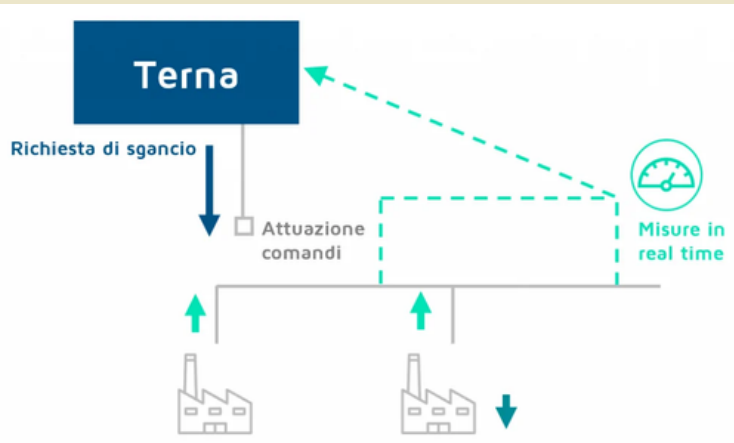 Terna
Richiesta di sgancio
Attuazione
comandi
Misure in
real time